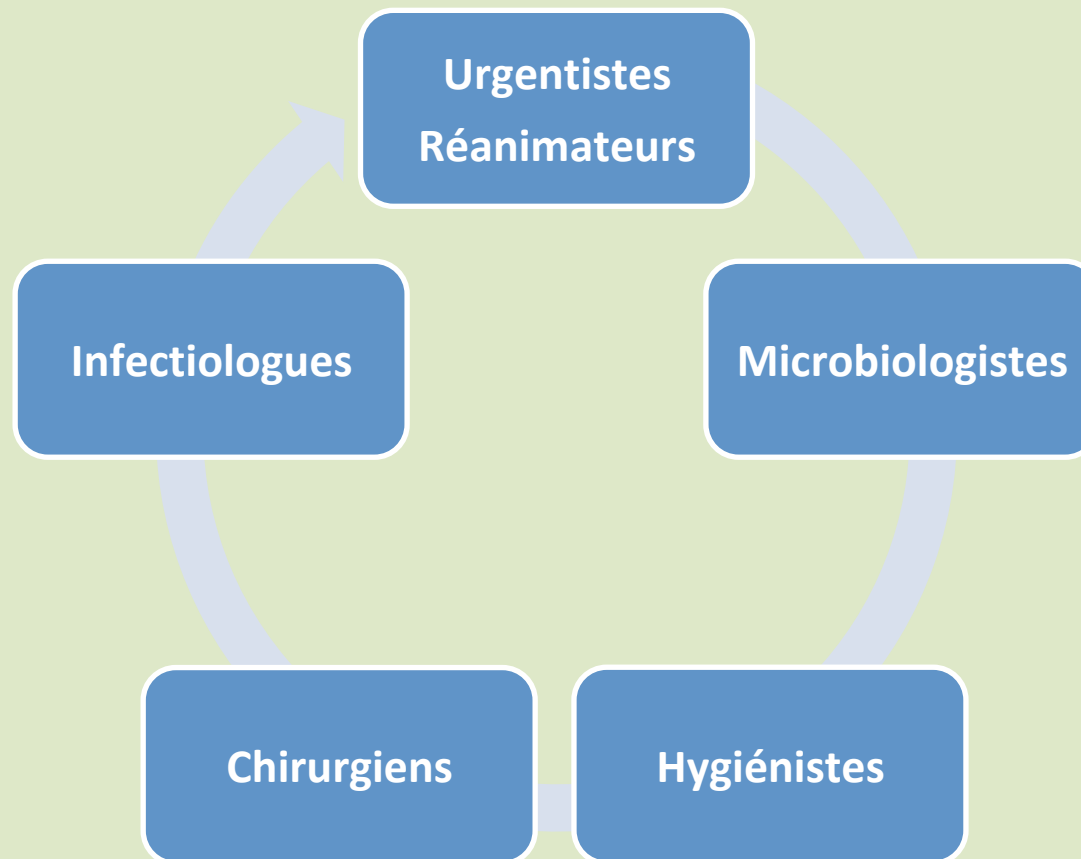 Urgentistes
Réanimateurs
Infectiologues
Microbiologistes
Chirurgiens
Hygiénistes